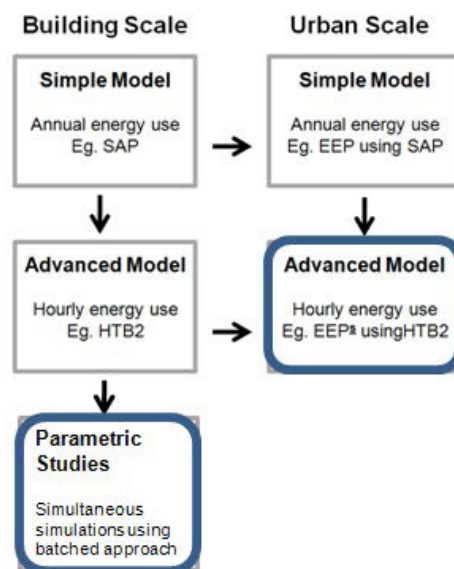 Building Scale
Urban Scale
Simple Model
Annual energy use
Eg. SAP
Simple Model
Annual energy use
Eg. EEP using SAP
Advanced Model
Hourly energy use
Eg. HTB2
Advanced Model
Hourly energy use
Eg. EEPs usingHTB2
Parametric
Studies
Simultaneous
simulations using
batched approach